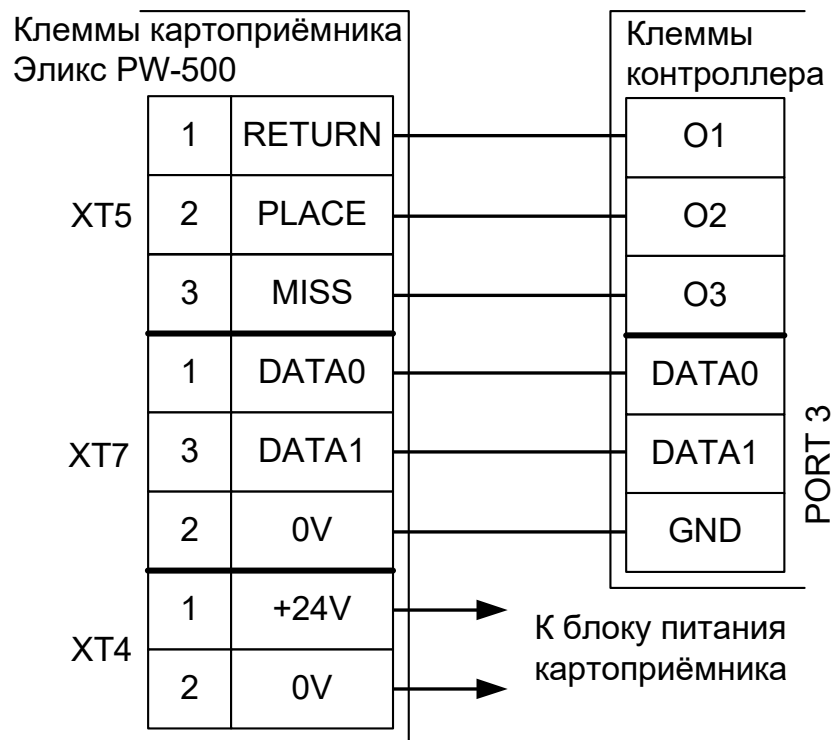 Клеммы картоприёмника
Эликс PW-500
Клеммы
контроллера
1 RETURN O1
XT5 2 PLACE O2
3 MISS O3
1 DATA0 DATA0
XT7 3 DATA1 DATA1
2 0V GND
PORT 3
XT4 1 +24V
2 0V
К блоку питания
картоприёмника